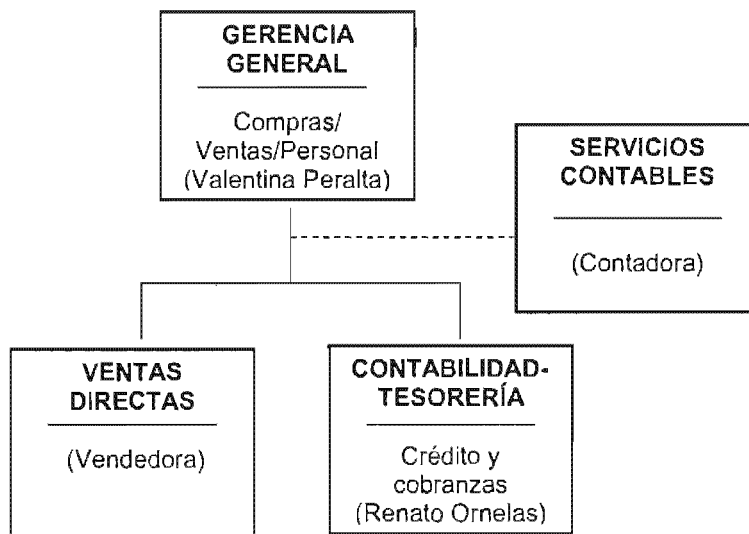 GERENCIA
GENERAL
Compras/
Ventas/Personal
(Valentina Peralta)
SERVICIOS
CONTABLES
(Contadora)
VENTAS
DIRECTAS
(Vendedora)
CONTABILIDAD-
TESORERÍA
Crédito y
cobranzas
(Renato Ornelas)